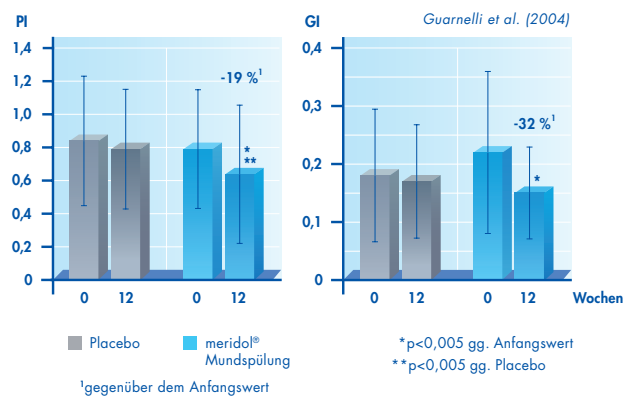 PI
GI
Guarnelli et al. (2004)
1,4
1,2
1,0
0,8
0,6
0,4
0,2
0
-19 %¹
*
**
0
12
0
12
0,4
0,3
0,2
0,1
0
-32 %¹
*
0
12
0
12
Wochen
Placebo
meridol®
Mundspülung
¹gegenüber dem Anfangswert
*p<0,005 gg. Anfangswert
**p<0,005 gg. Placebo